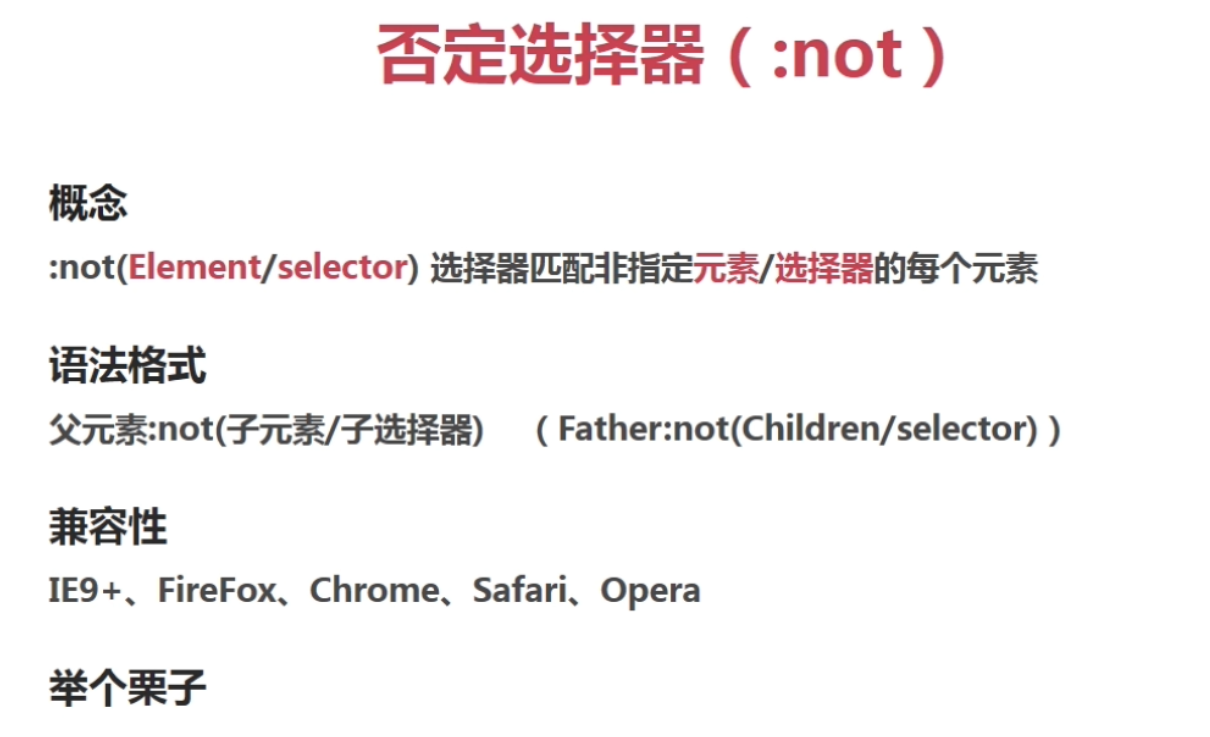 否定选择器（:not）
概念
:not(Element/selector) 选择器匹配非指定元素/选择器的每个元素
语法格式
父元素:not(子元素/子选择器) （Father:not(Children/selector)）
兼容性
IE9+、FireFox、Chrome、Safari、Opera
举个栗子